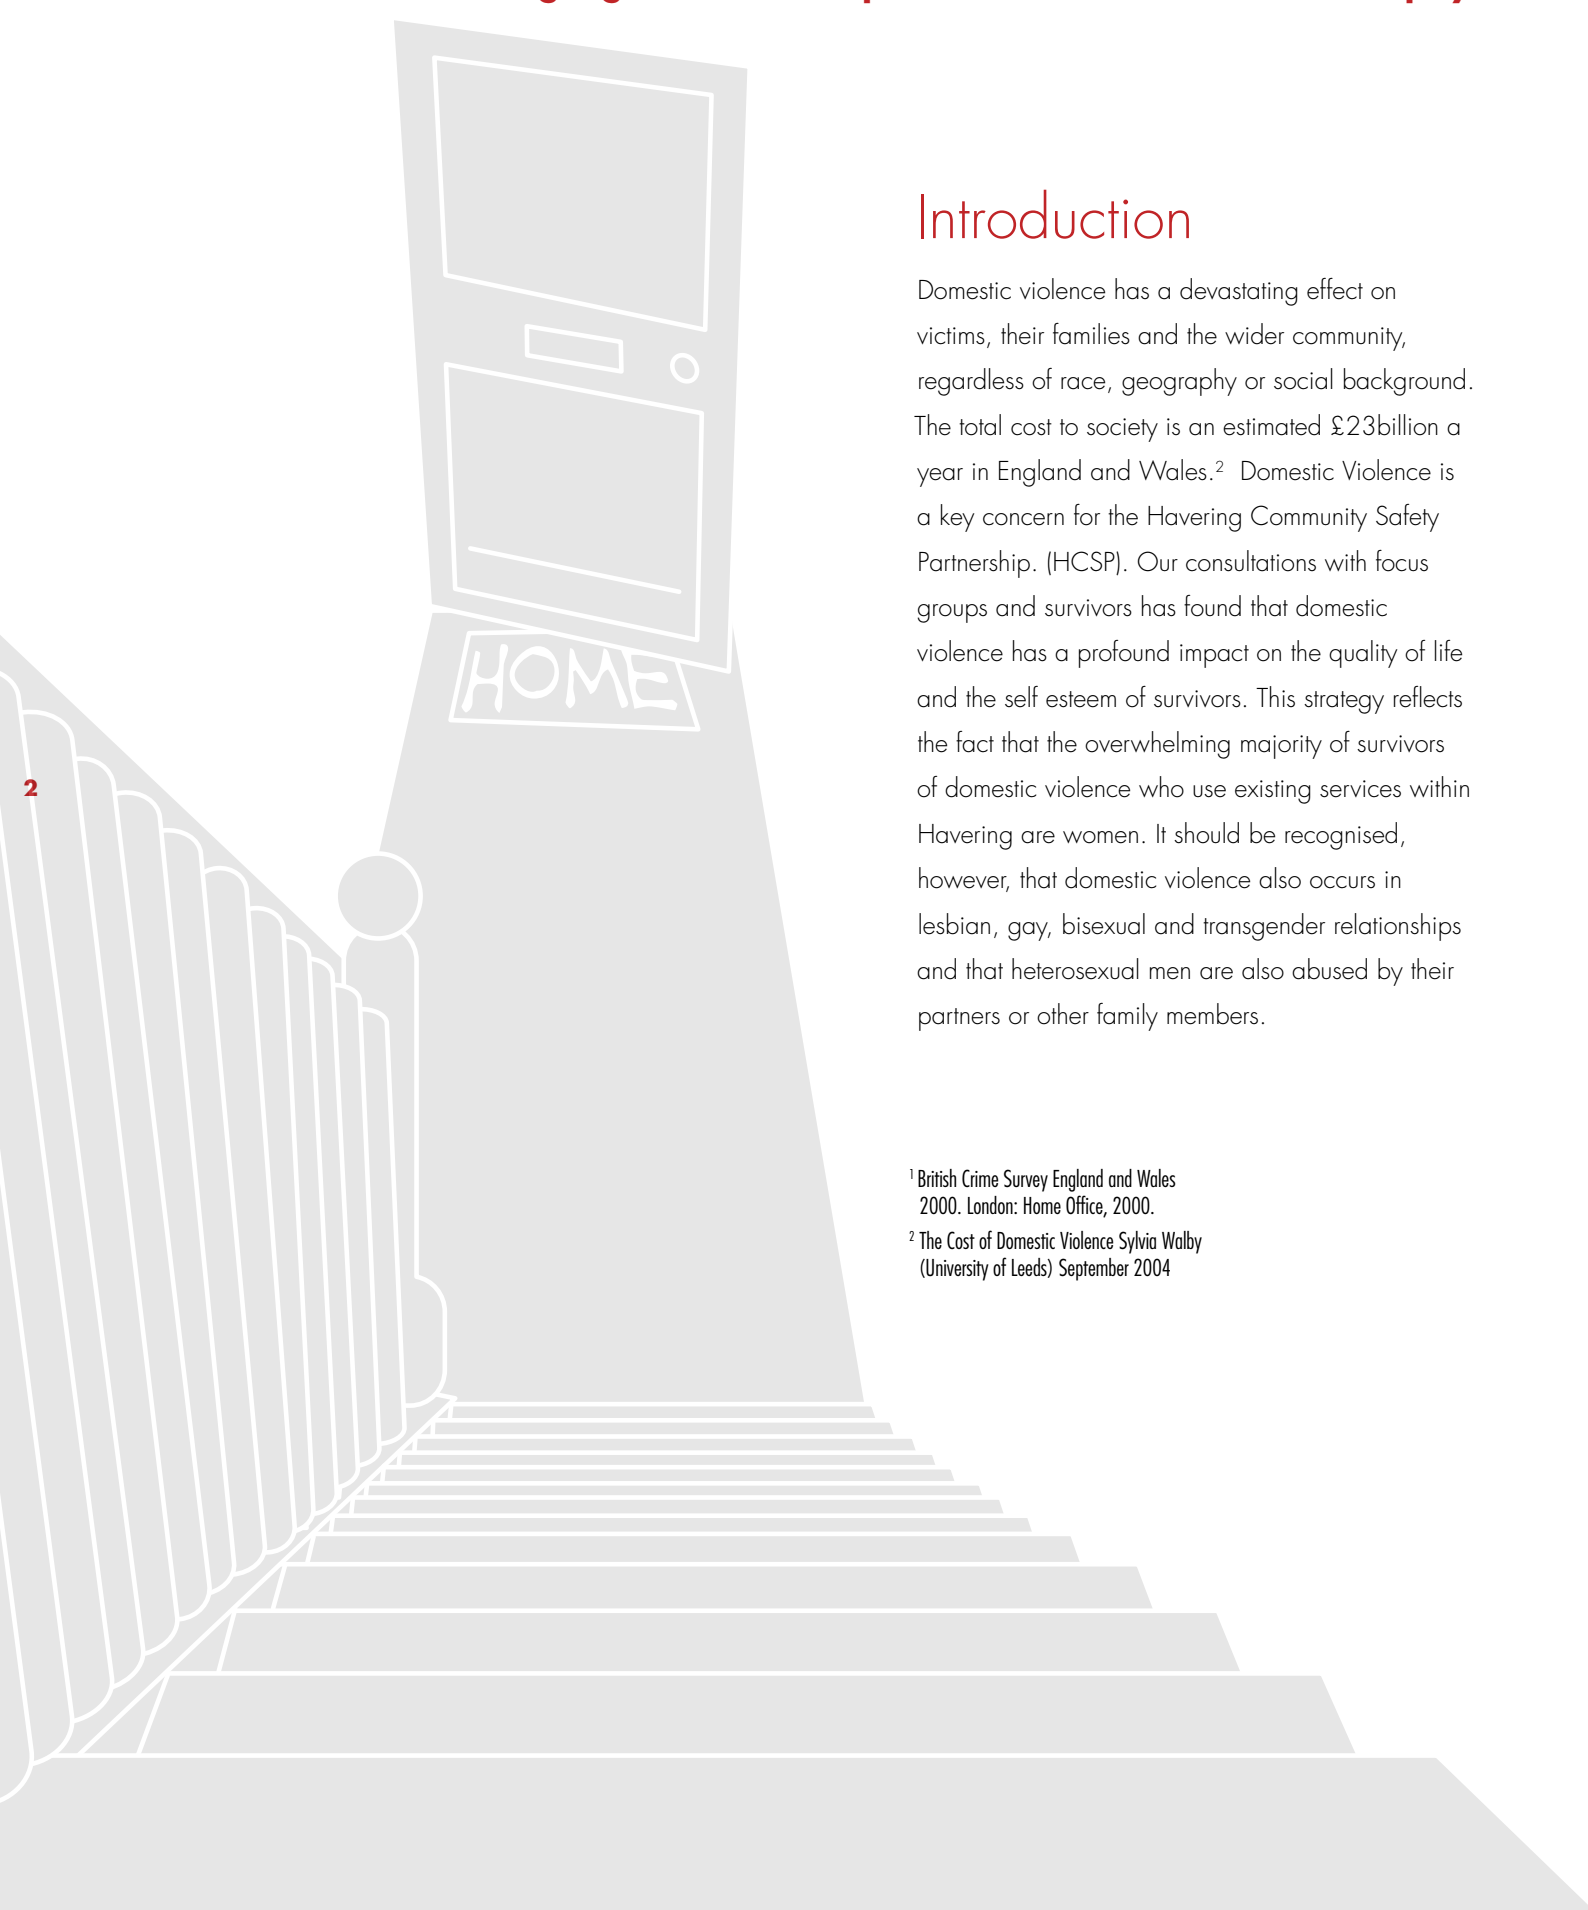 Introduction
Domestic violence has a devastating effect on
victims, their families and the wider community,
regardless of race, geography or social background.
The total cost to society is an estimated £23billion a
year in England and Wales.² Domestic Violence is
a key concern for the Havering Community Safety
Partnership. (HCSP). Our consultations with focus
groups and survivors has found that domestic
violence has a profound impact on the quality of life
and the self esteem of survivors. This strategy reflects
the fact that the overwhelming majority of survivors
of domestic violence who use existing services within
Havering are women. It should be recognised,
however, that domestic violence also occurs in
lesbian, gay, bisexual and transgender relationships
and that heterosexual men are also abused by their
partners or other family members.
¹ British Crime Survey England and Wales
2000. London: Home Office, 2000.
² The Cost of Domestic Violence Sylvia Walby
(University of Leeds) September 2004
HOME
2